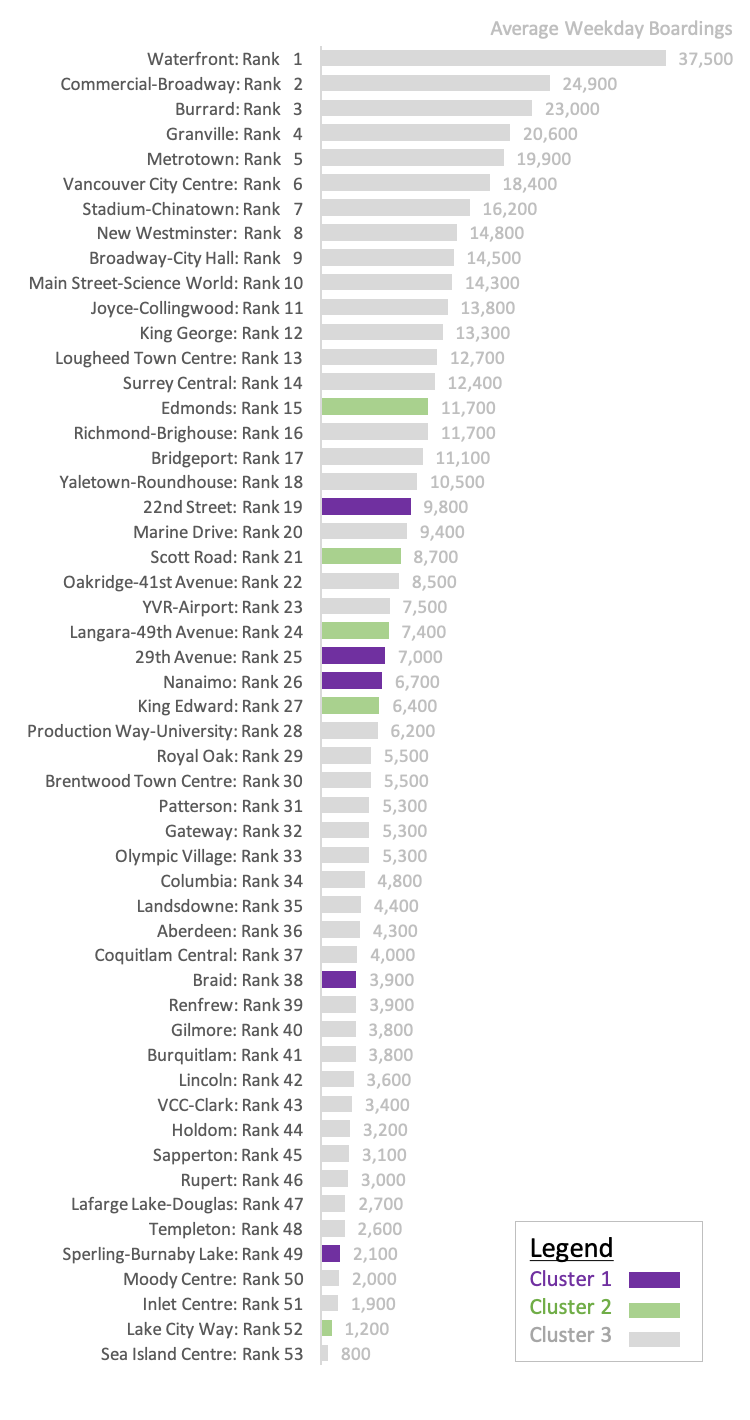 Average Weekday Boardings
Waterfront: Rank 1 37,500
Commercial-Broadway: Rank 2 24,900
Burrard: Rank 3 23,000
Granville: Rank 4 20,600
Metrotown: Rank 5 19,900
Vancouver City Centre: Rank 6 18,400
Stadium-Chinatown: Rank 7 16,200
New Westminster: Rank 8 14,800
Broadway-City Hall: Rank 9 14,500
Main Street-Science World: Rank 10 14,300
Joyce-Collingwood: Rank 11 13,800
King George: Rank 12 13,300
Lougheed Town Centre: Rank 13 12,700
Surrey Central: Rank 14 12,400
Edmonds: Rank 15 11,700
Richmond-Brighouse: Rank 16 11,700
Bridgeport: Rank 17 11,100
Yaletown-Roundhouse: Rank 18 10,500
22nd Street: Rank 19 9,800
Marine Drive: Rank 20 9,400
Scott Road: Rank 21 8,700
Oakridge-41st Avenue: Rank 22 8,500
YVR-Airport: Rank 23 7,500
Langara-49th Avenue: Rank 24 7,400
29th Avenue: Rank 25 7,000
Nanaimo: Rank 26 6,700
King Edward: Rank 27 6,400
Production Way-University: Rank 28 6,200
Royal Oak: Rank 29 5,500
Brentwood Town Centre: Rank 30 5,500
Patterson: Rank 31 5,300
Gateway: Rank 32 5,300
Olympic Village: Rank 33 5,300
Columbia: Rank 34 4,800
Landsdowne: Rank 35 4,400
Aberdeen: Rank 36 4,300
Coquitlam Central: Rank 37 4,000
Braid: Rank 38 3,900
Renfrew: Rank 39 3,900
Gilmore: Rank 40 3,800
Burquitlam: Rank 41 3,800
Lincoln: Rank 42 3,600
VCC-Clark: Rank 43 3,400
Holdom: Rank 44 3,200
Sapperton: Rank 45 3,100
Rupert: Rank 46 3,000
Lafarge Lake-Douglas: Rank 47 2,700
Templeton: Rank 48 2,600
Sperling-Burnaby Lake: Rank 49 2,100
Moody Centre: Rank 50 2,000
Inlet Centre: Rank 51 1,900
Lake City Way: Rank 52 1,200
Sea Island Centre: Rank 53 800
Legend
Cluster 1
Cluster 2
Cluster 3